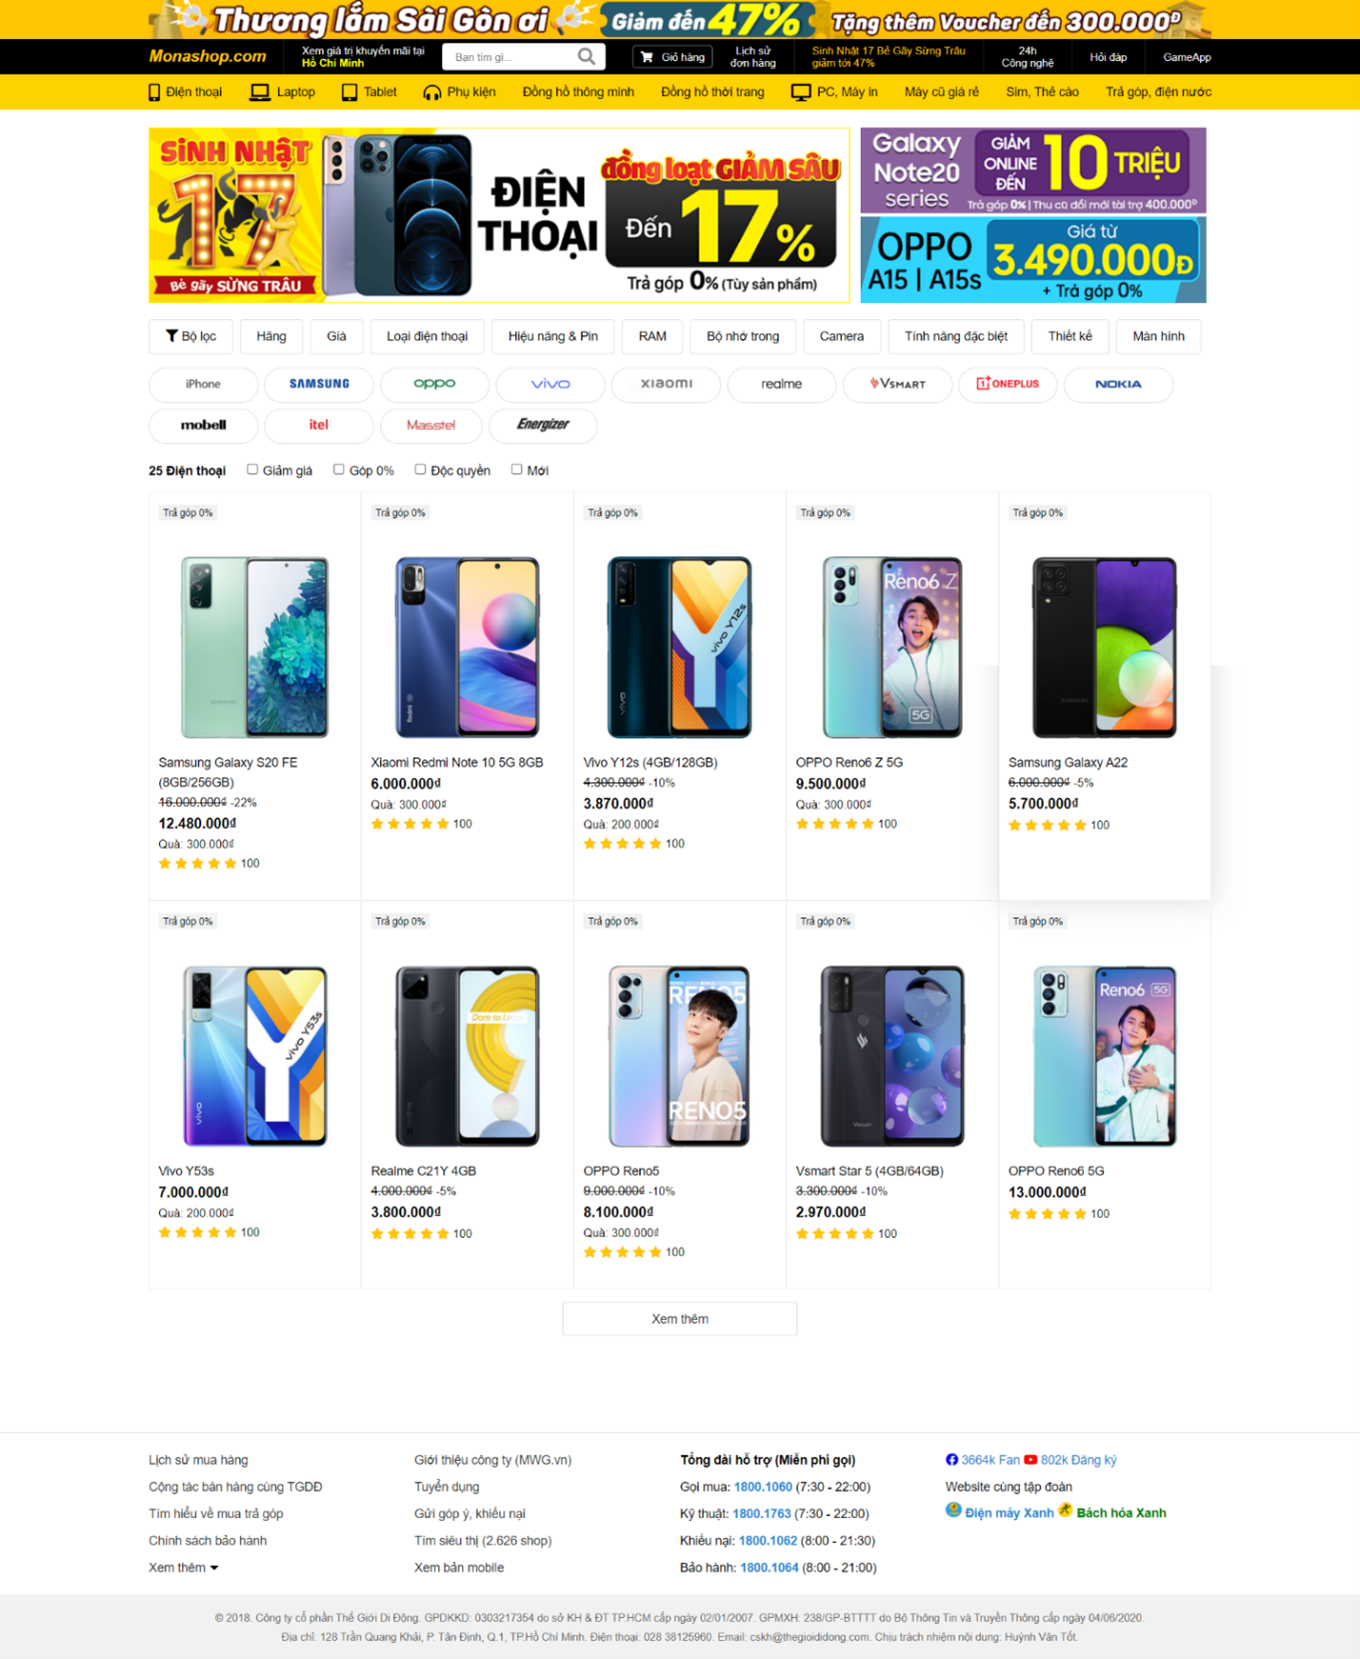 Thương lắm Sài Gòn ơi Giảm đến 47% Tặng thêm Voucher đến 300.000Đ
Monashop.com
Xem giá trị khuyến mãi tại
Hồ Chí Minh
Bạn tìm gì...
Giỏ hàng
Lịch sử
đơn hàng
Sinh Nhật 17 Bẻ Gãy Sừng Trâu
giảm tới 47%
24h
Công nghệ
Hỏi đáp
GameApp
Điện thoại Laptop Tablet Phụ kiện Đồng hồ thông minh Đồng hồ thời trang PC, Máy in Máy cũ giá rẻ Sim, Thẻ cào Trả góp, điện nước
SINH NHẬT
17
Bẻ gãy SỪNG TRÂU
ĐIỆN
THOẠI
đồng loạt GIẢM SÂU
Đến 17%
Trả góp 0% (Tùy sản phẩm)
Galaxy
Note20
series
GIẢM
ONLINE
ĐẾN
10 TRIỆU
Trả góp 0% | Thu cũ đổi mới tài trợ 400.000Đ
OPPO
A15 | A15s
Giá từ
3.490.000Đ
+ Trả góp 0%
Bộ lọc Hãng Giá Loại điện thoại Hiệu năng & Pin RAM Bộ nhớ trong Camera Tính năng đặc biệt Thiết kế Màn hình
iPhone SAMSUNG oppo vivo xiaomi realme VSMART 1+ ONEPLUS NOKIA
mobell itel Masstel Energizer
25 Điện thoại Giảm giá Góp 0% Độc quyền Mới
Trả góp 0% Trả góp 0% Trả góp 0% Trả góp 0% Trả góp 0%
SAMSUNG
Redmi
vivo
vivo Y12s
Reno6 Z
5G
SAMSUNG
Samsung Galaxy S20 FE
(8GB/256GB)
16.000.000₫ -22%
12.480.000₫
Quà: 300.000₫
100
Xiaomi Redmi Note 10 5G 8GB
6.000.000₫
Quà: 300.000₫
100
Vivo Y12s (4GB/128GB)
4.300.000₫ -10%
3.870.000₫
Quà: 200.000₫
100
OPPO Reno6 Z 5G
9.500.000₫
Quà: 300.000₫
100
Samsung Galaxy A22
6.000.000₫ -5%
5.700.000₫
100
Trả góp 0% Trả góp 0% Trả góp 0% Trả góp 0% Trả góp 0%
vivo
vivo Y53s
Dare to
RENO5
RENO5
Vsmart
Reno6 5G
Vivo Y53s
7.000.000₫
Quà: 200.000₫
100
Realme C21Y 4GB
4.000.000₫ -5%
3.800.000₫
100
OPPO Reno5
9.000.000₫ -10%
8.100.000₫
Quà: 300.000₫
100
Vsmart Star 5 (4GB/64GB)
3.300.000₫ -10%
2.970.000₫
100
OPPO Reno6 5G
13.000.000₫
100
Xem thêm
Lịch sử mua hàng
Cộng tác bán hàng cùng TGDĐ
Tìm hiểu về mua trả góp
Chính sách bảo hành
Xem thêm
Giới thiệu công ty (MWG.vn)
Tuyển dụng
Gửi góp ý, khiếu nại
Tìm siêu thị (2.626 shop)
Xem bản mobile
Tổng đài hỗ trợ (Miễn phí gọi)
Gọi mua: 1800.1060 (7:30 - 22:00)
Kỹ thuật: 1800.1763 (7:30 - 22:00)
Khiếu nại: 1800.1062 (8:00 - 21:30)
Bảo hành: 1800.1064 (8:00 - 21:00)
3664k Fan 802k Đăng ký
Website cùng tập đoàn
Điện máy Xanh Bách hóa Xanh
© 2018. Công ty cổ phần Thế Giới Di Động. GPDKKD: 0303217354 do sở KH & ĐT TP.HCM cấp ngày 02/01/2007. GPMXH: 238/GP-BTTTT do Bộ Thông Tin và Truyền Thông cấp ngày 04/06/2020.
Địa chỉ: 128 Trần Quang Khải, P. Tân Định, Q.1, TP.Hồ Chí Minh. Điện thoại: 028 38125960. Email: cskh@thegioididong.com. Chịu trách nhiệm nội dung: Huỳnh Văn Tốt.